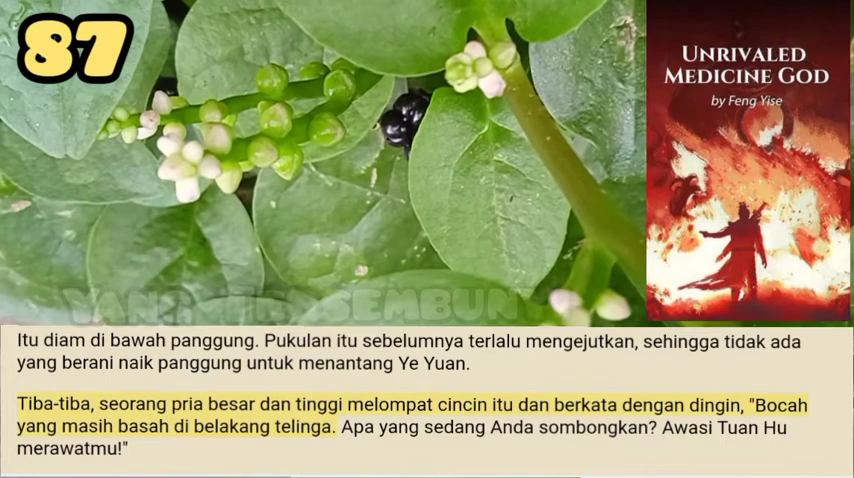 87
UNRIVALED
MEDICINE GOD
by Feng Yise
YANG TERSEMBUNYI
Itu diam di bawah panggung. Pukulan itu sebelumnya terlalu mengejutkan, sehingga tidak ada
yang berani naik panggung untuk menantang Ye Yuan.
Tiba-tiba, seorang pria besar dan tinggi melompat cincin itu dan berkata dengan dingin, "Bocah
yang masih basah di belakang telinga. Apa yang sedang Anda sombongkan? Awasi Tuan Hu
merawatmu!"